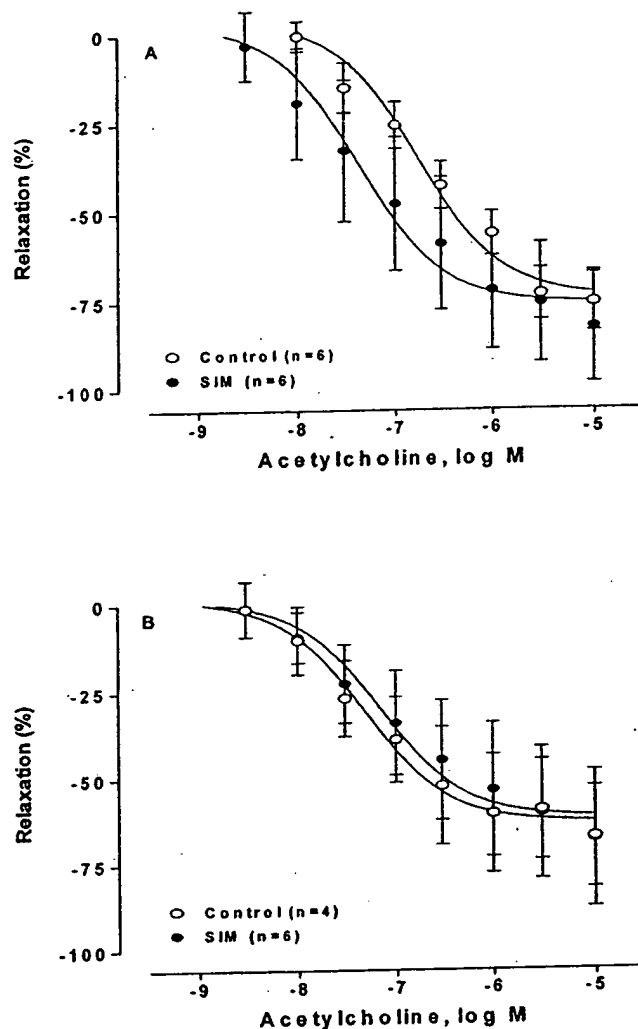 A
0
-25
-50
-75
-100
Relaxation (%)
Control (n=6)
SIM (n=6)
-9 -8 -7 -6 -5
Acetylcholine, log M
B
0
-25
-50
-75
-100
Relaxation (%)
Control (n=4)
SIM (n=6)
-9 -8 -7 -6 -5
Acetylcholine, log M